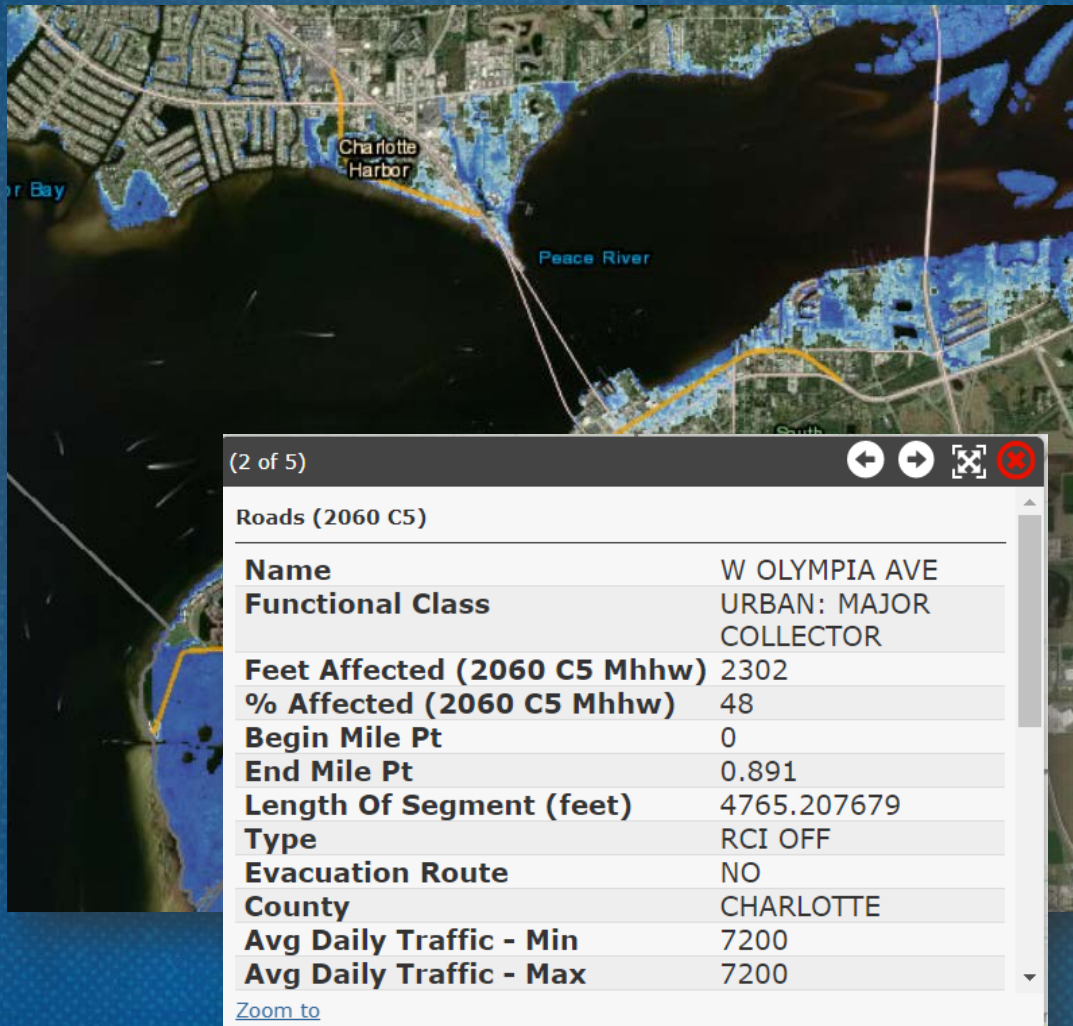 Charlotte
Harbor
or Bay
Peace River
South
(2 of 5)
Roads (2060 C5)
Name W OLYMPIA AVE
Functional Class URBAN: MAJOR
COLLECTOR
Feet Affected (2060 C5 Mhhw) 2302
% Affected (2060 C5 Mhhw) 48
Begin Mile Pt 0
End Mile Pt 0.891
Length Of Segment (feet) 4765.207679
Type RCI OFF
Evacuation Route NO
County CHARLOTTE
Avg Daily Traffic - Min 7200
Avg Daily Traffic - Max 7200
Zoom to